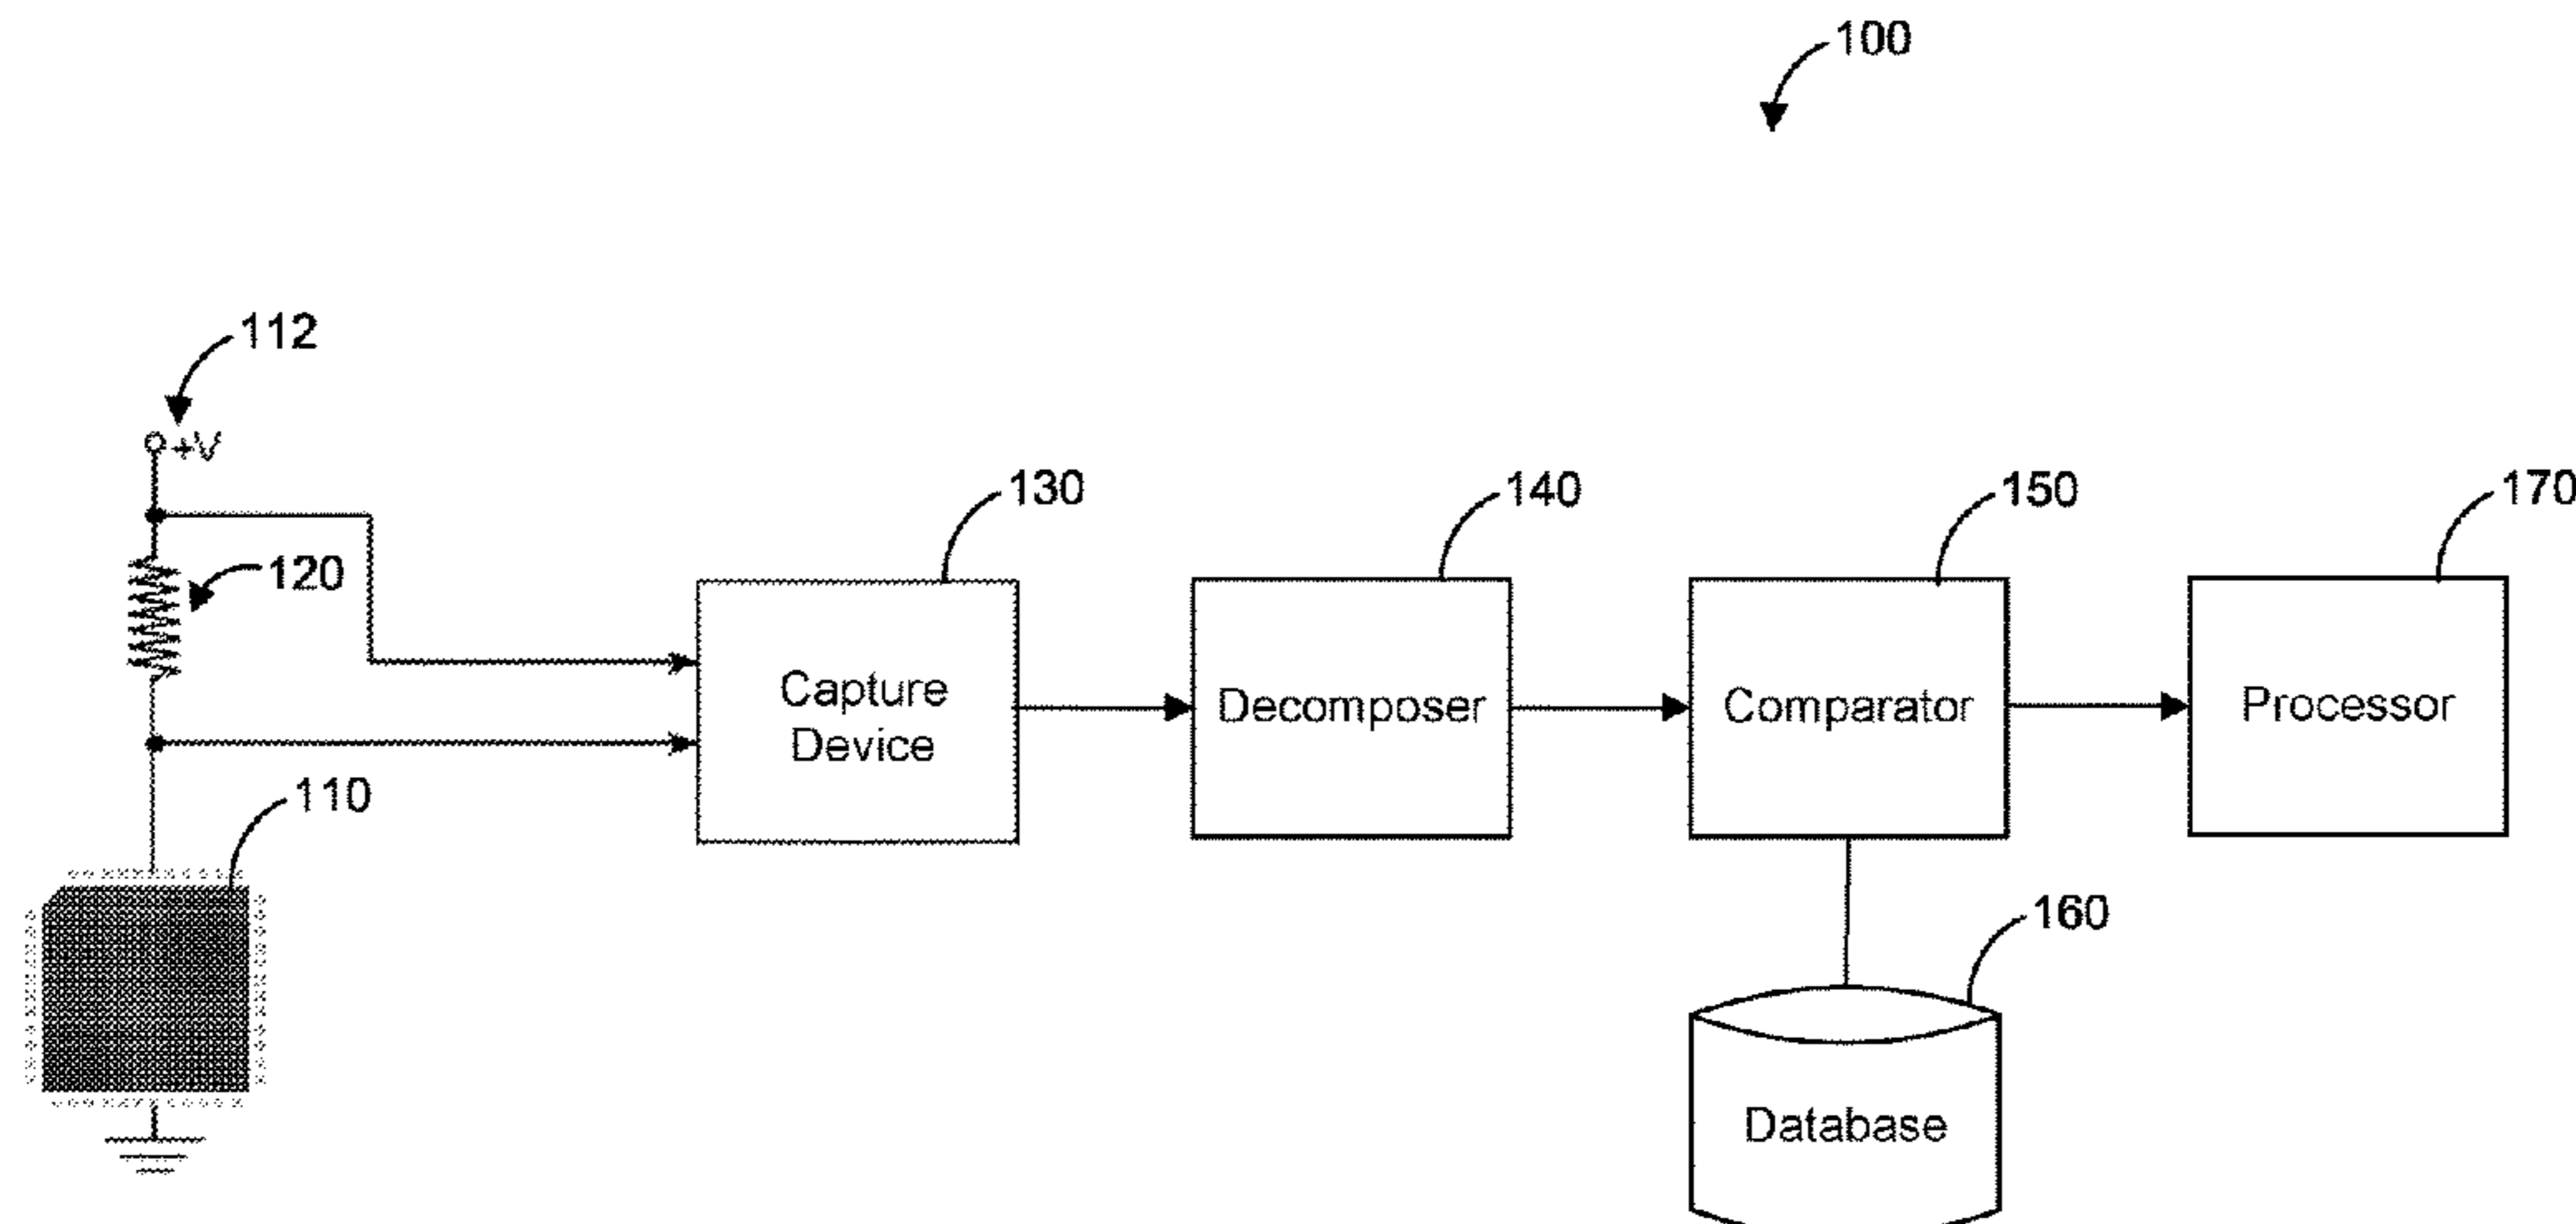 100
112
+V
130
140
150
170
120
Capture
Device
Decomposer
Comparator
Processor
110
160
Database